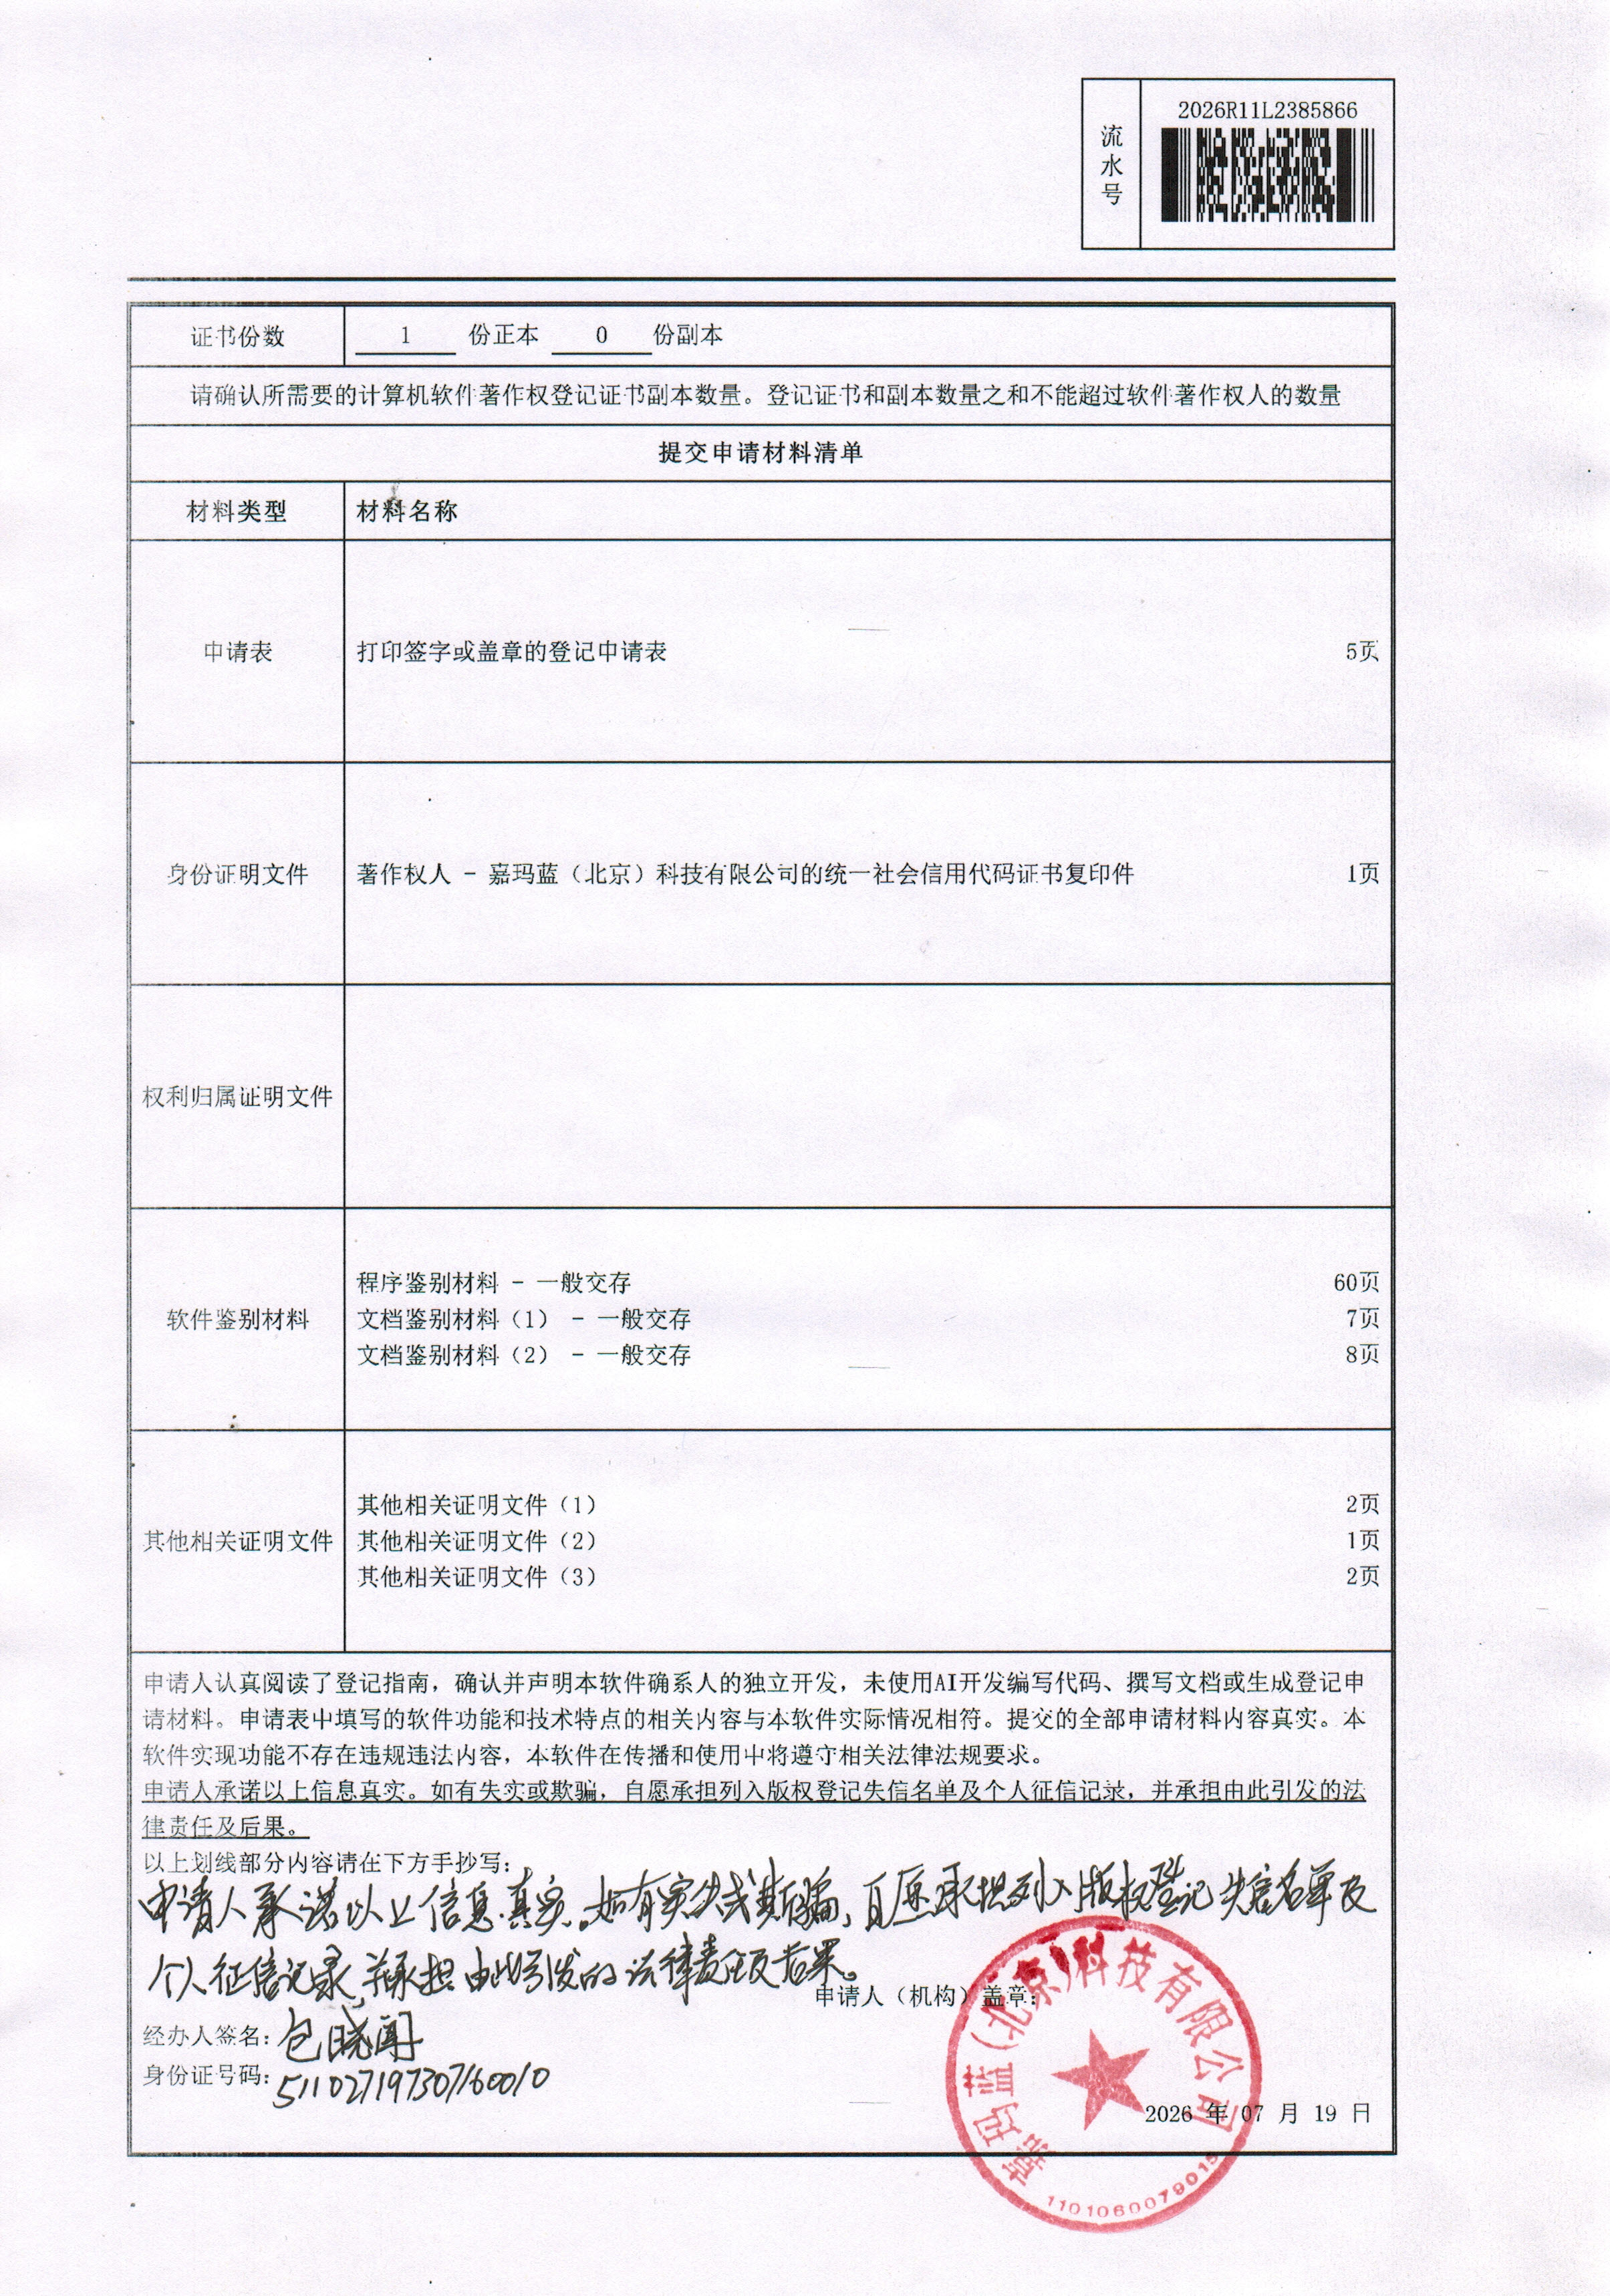 2026R11L2385866
流水号
证书份数 1 份正本 0 份副本
请确认所需要的计算机软件著作权登记证书副本数量。登记证书和副本数量之和不能超过软件著作权人的数量
提交申请材料清单
材料类型 材料名称
申请表 打印签字或盖章的登记申请表 5页
身份证明文件 著作权人 - 嘉玛蓝（北京）科技有限公司的统一社会信用代码证书复印件 1页
权利归属证明文件
程序鉴别材料 - 一般交存 60页
软件鉴别材料 文档鉴别材料（1） - 一般交存 7页
文档鉴别材料（2） - 一般交存 8页
其他相关证明文件（1） 2页
其他相关证明文件 其他相关证明文件（2） 1页
其他相关证明文件（3） 2页
申请人认真阅读了登记指南，确认并声明本软件确系人的独立开发，未使用AI开发编写代码、撰写文档或生成登记申
请材料。申请表中填写的软件功能和技术特点的相关内容与本软件实际情况相符。提交的全部申请材料内容真实。本
软件实现功能不存在违规违法内容，本软件在传播和使用中将遵守相关法律法规要求。
申请人承诺以上信息真实。如有失实或欺骗，自愿承担列入版权登记失信名单及个人征信记录，并承担由此引发的法
律责任及后果。
以上划线部分内容请在下方手抄写：
申请人承诺以上信息真实。如有实失或欺骗，自愿承担列入版权登记失信名单及
个人征信记录，并承担由此引发的法律责任及后果。
申请人（机构）盖章：
经办人签名：包晓闻
身份证号码：511027197307160010
2026 年 07 月 19 日
嘉玛蓝（北京）科技有限公司